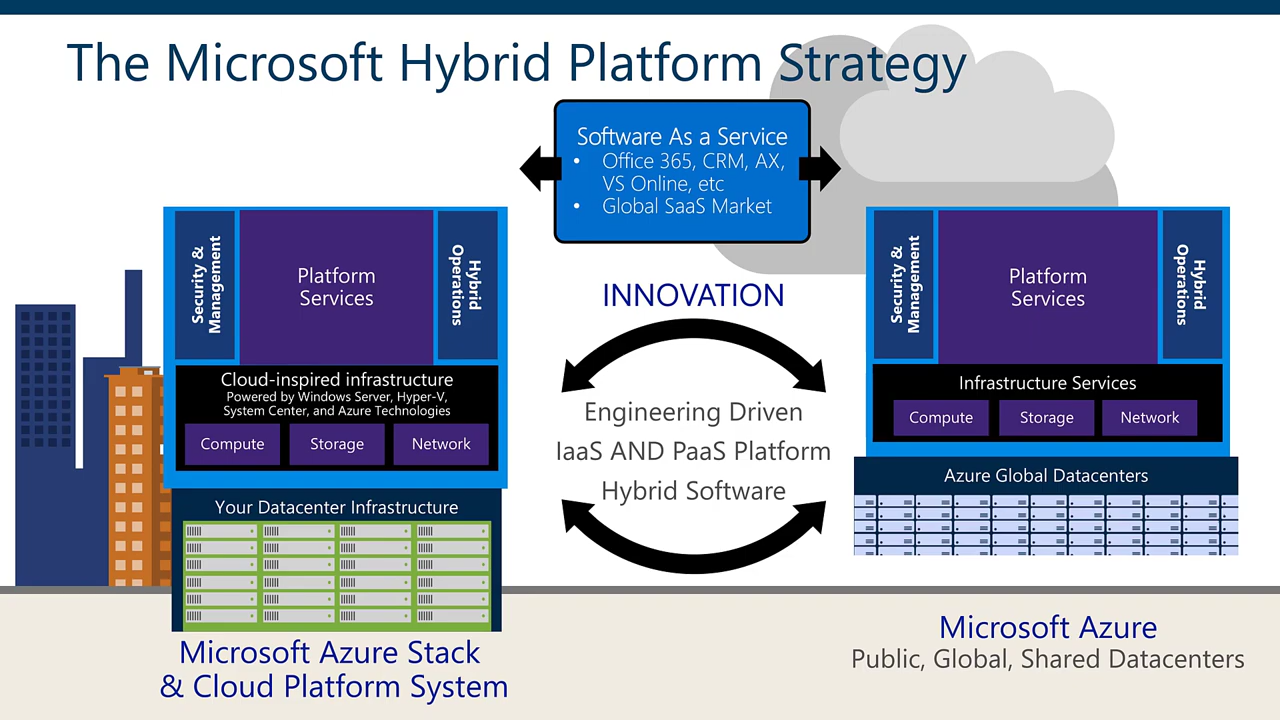 The Microsoft Hybrid Platform Strategy
Software As a Service
• Office 365, CRM, AX,
VS Online, etc
• Global SaaS Market
Security &
Management
Platform
Services
Hybrid
Operations
Cloud-inspired infrastructure
Powered by Windows Server, Hyper-V,
System Center, and Azure Technologies
Compute
Storage
Network
Your Datacenter Infrastructure
Microsoft Azure Stack
& Cloud Platform System
INNOVATION
Engineering Driven
IaaS AND PaaS Platform
Hybrid Software
Security &
Management
Platform
Services
Hybrid
Operations
Infrastructure Services
Compute
Storage
Network
Azure Global Datacenters
Microsoft Azure
Public, Global, Shared Datacenters